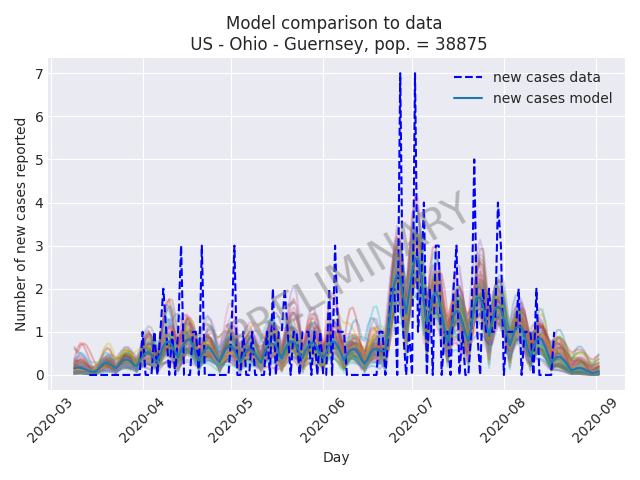 Model comparison to data
US - Ohio - Guernsey, pop. = 38875
new cases data
new cases model
Number of new cases reported
7
6
5
4
3
2
1
0
PRELIMINARY
2020-03
2020-04
2020-05
2020-06
2020-07
2020-08
2020-09
Day